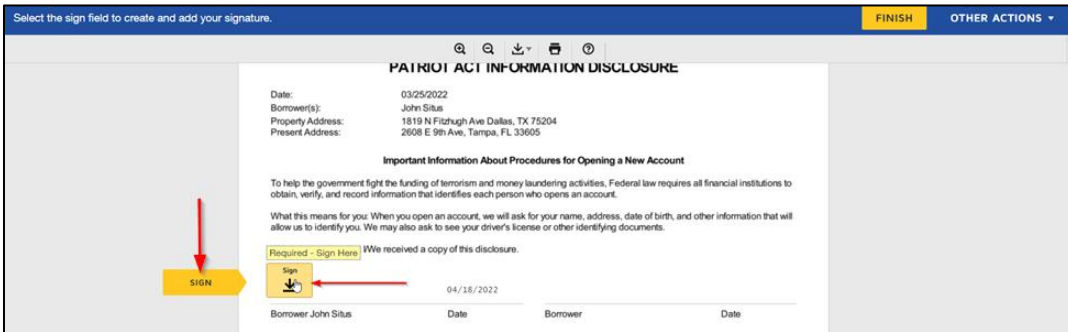 Select the sign field to create and add your signature.
FINISH
OTHER ACTIONS
PATRIOT ACT INFORMATION DISCLOSURE
Date: 03/25/2022
Borrower(s): John Situs
Property Address: 1819 N Fitzhugh Ave Dallas, TX 75204
Present Address: 2608 E 9th Ave, Tampa, FL 33605
Important Information About Procedures for Opening a New Account
To help the government fight the funding of terrorism and money laundering activities, Federal law requires all financial institutions to
obtain, verify, and record information that identifies each person who opens an account.
What this means for you: When you open an account, we will ask for your name, address, date of birth, and other information that will
allow us to identify you. We may also ask to see your driver's license or other identifying documents.
Required - Sign Here I/We received a copy of this disclosure.
SIGN
Sign
04/18/2022
Borrower John Situs Date Borrower Date